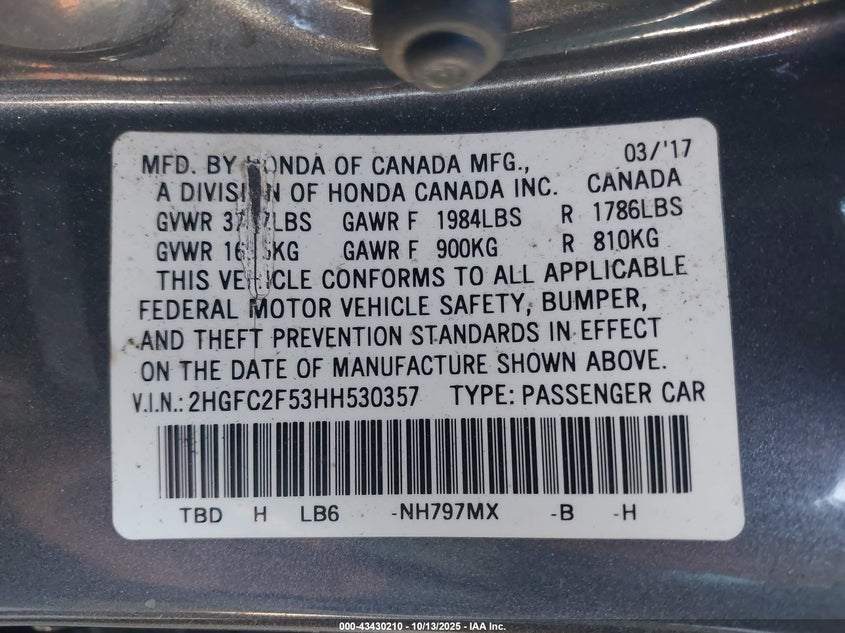 MFD. BY HONDA OF CANADA MFG., 03/'17
A DIVISION OF HONDA CANADA INC. CANADA
GVWR GAWR F 1984LBS R 1786LBS
GVWR GAWR F 900KG R 810KG
THIS VEHICLE CONFORMS TO ALL APPLICABLE
FEDERAL MOTOR VEHICLE SAFETY, BUMPER,
AND THEFT PREVENTION STANDARDS IN EFFECT
ON THE DATE OF MANUFACTURE SHOWN ABOVE.
V.I.N.: 2HGFC2F53HH530357 TYPE: PASSENGER CAR
TBD H LB6 -NH797MX -B -H
000-43430210 - 10/13/2025 - IAA Inc.